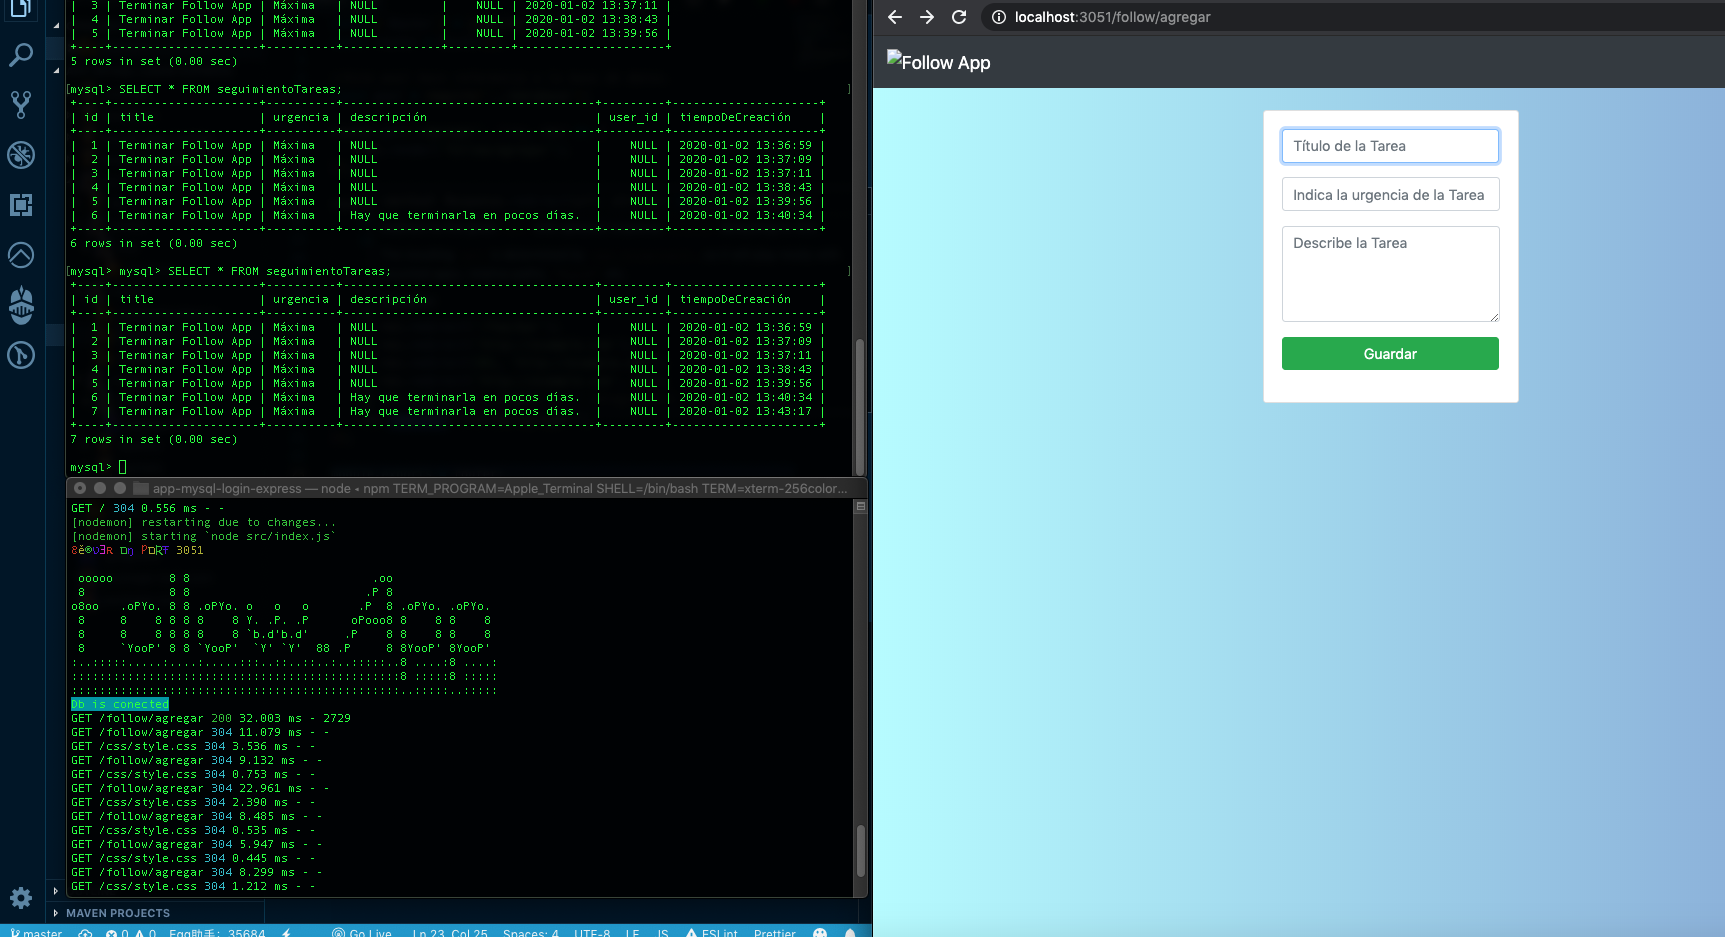 | 3 | Terminar Follow App | Máxima | NULL | NULL | 2020-01-02 13:37:11 |
| 4 | Terminar Follow App | Máxima | NULL | NULL | 2020-01-02 13:38:43 |
| 5 | Terminar Follow App | Máxima | NULL | NULL | 2020-01-02 13:39:56 |
5 rows in set (0.00 sec)
[mysql> SELECT * FROM seguimientoTareas; ]
| id | title | urgencia | descripción | user_id | tiempoDeCreación |
| 1 | Terminar Follow App | Máxima | NULL | NULL | 2020-01-02 13:36:59 |
| 2 | Terminar Follow App | Máxima | NULL | NULL | 2020-01-02 13:37:09 |
| 3 | Terminar Follow App | Máxima | NULL | NULL | 2020-01-02 13:37:11 |
| 4 | Terminar Follow App | Máxima | NULL | NULL | 2020-01-02 13:38:43 |
| 5 | Terminar Follow App | Máxima | NULL | NULL | 2020-01-02 13:39:56 |
| 6 | Terminar Follow App | Máxima | Hay que terminarla en pocos días. | NULL | 2020-01-02 13:40:34 |
6 rows in set (0.00 sec)
[mysql> mysql> SELECT * FROM seguimientoTareas; ]
| id | title | urgencia | descripción | user_id | tiempoDeCreación |
| 1 | Terminar Follow App | Máxima | NULL | NULL | 2020-01-02 13:36:59 |
| 2 | Terminar Follow App | Máxima | NULL | NULL | 2020-01-02 13:37:09 |
| 3 | Terminar Follow App | Máxima | NULL | NULL | 2020-01-02 13:37:11 |
| 4 | Terminar Follow App | Máxima | NULL | NULL | 2020-01-02 13:38:43 |
| 5 | Terminar Follow App | Máxima | NULL | NULL | 2020-01-02 13:39:56 |
| 6 | Terminar Follow App | Máxima | Hay que terminarla en pocos días. | NULL | 2020-01-02 13:40:34 |
| 7 | Terminar Follow App | Máxima | Hay que terminarla en pocos días. | NULL | 2020-01-02 13:43:17 |
7 rows in set (0.00 sec)
mysql>
app-mysql-login-express — node • npm TERM_PROGRAM=Apple_Terminal SHELL=/bin/bash TERM=xterm-256color...
GET / 304 0.556 ms - -
[nodemon] restarting due to changes...
[nodemon] starting `node src/index.js`
3051
Db is conected
GET /follow/agregar 200 32.003 ms - 2729
GET /follow/agregar 304 11.079 ms - -
GET /css/style.css 304 3.536 ms - -
GET /follow/agregar 304 9.132 ms - -
GET /css/style.css 304 0.753 ms - -
GET /follow/agregar 304 22.961 ms - -
GET /css/style.css 304 2.390 ms - -
GET /follow/agregar 304 8.485 ms - -
GET /css/style.css 304 0.535 ms - -
GET /follow/agregar 304 5.947 ms - -
GET /css/style.css 304 0.445 ms - -
GET /follow/agregar 304 8.299 ms - -
GET /css/style.css 304 1.212 ms - -
MAVEN PROJECTS
master 0 0 Egg助手: 35684 Go Live Ln 23, Col 25 Spaces: 4 UTF-8 LF JS ESLint Prettier
localhost:3051/follow/agregar
Follow App
Título de la Tarea
Indica la urgencia de la Tarea
Describe la Tarea
Guardar